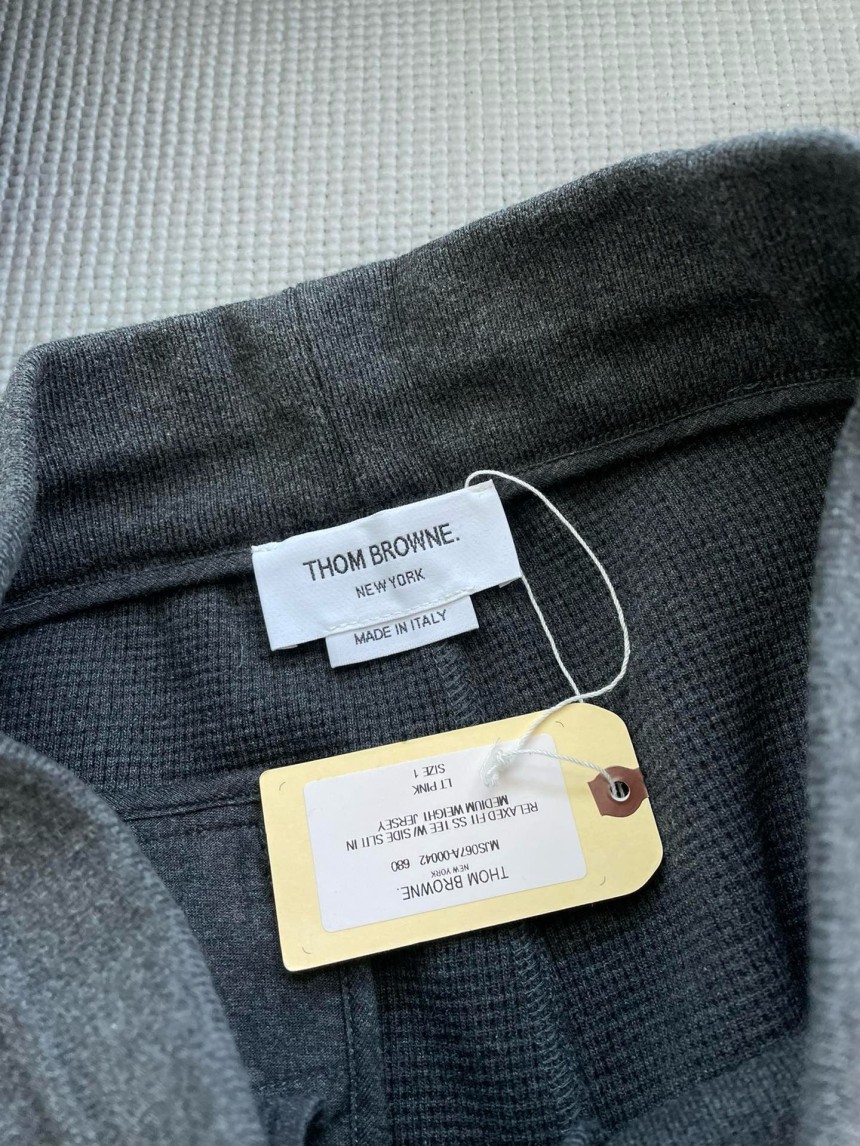 THOM BROWNE.
NEW YORK
MADE IN ITALY
THOM BROWNE.
NEW YORK
MJS067A-00042 680
RELAXED FIT SS TEE W/ SIDE SLIT IN
MEDIUM WEIGHT JERSEY
LT PINK
SIZE 1